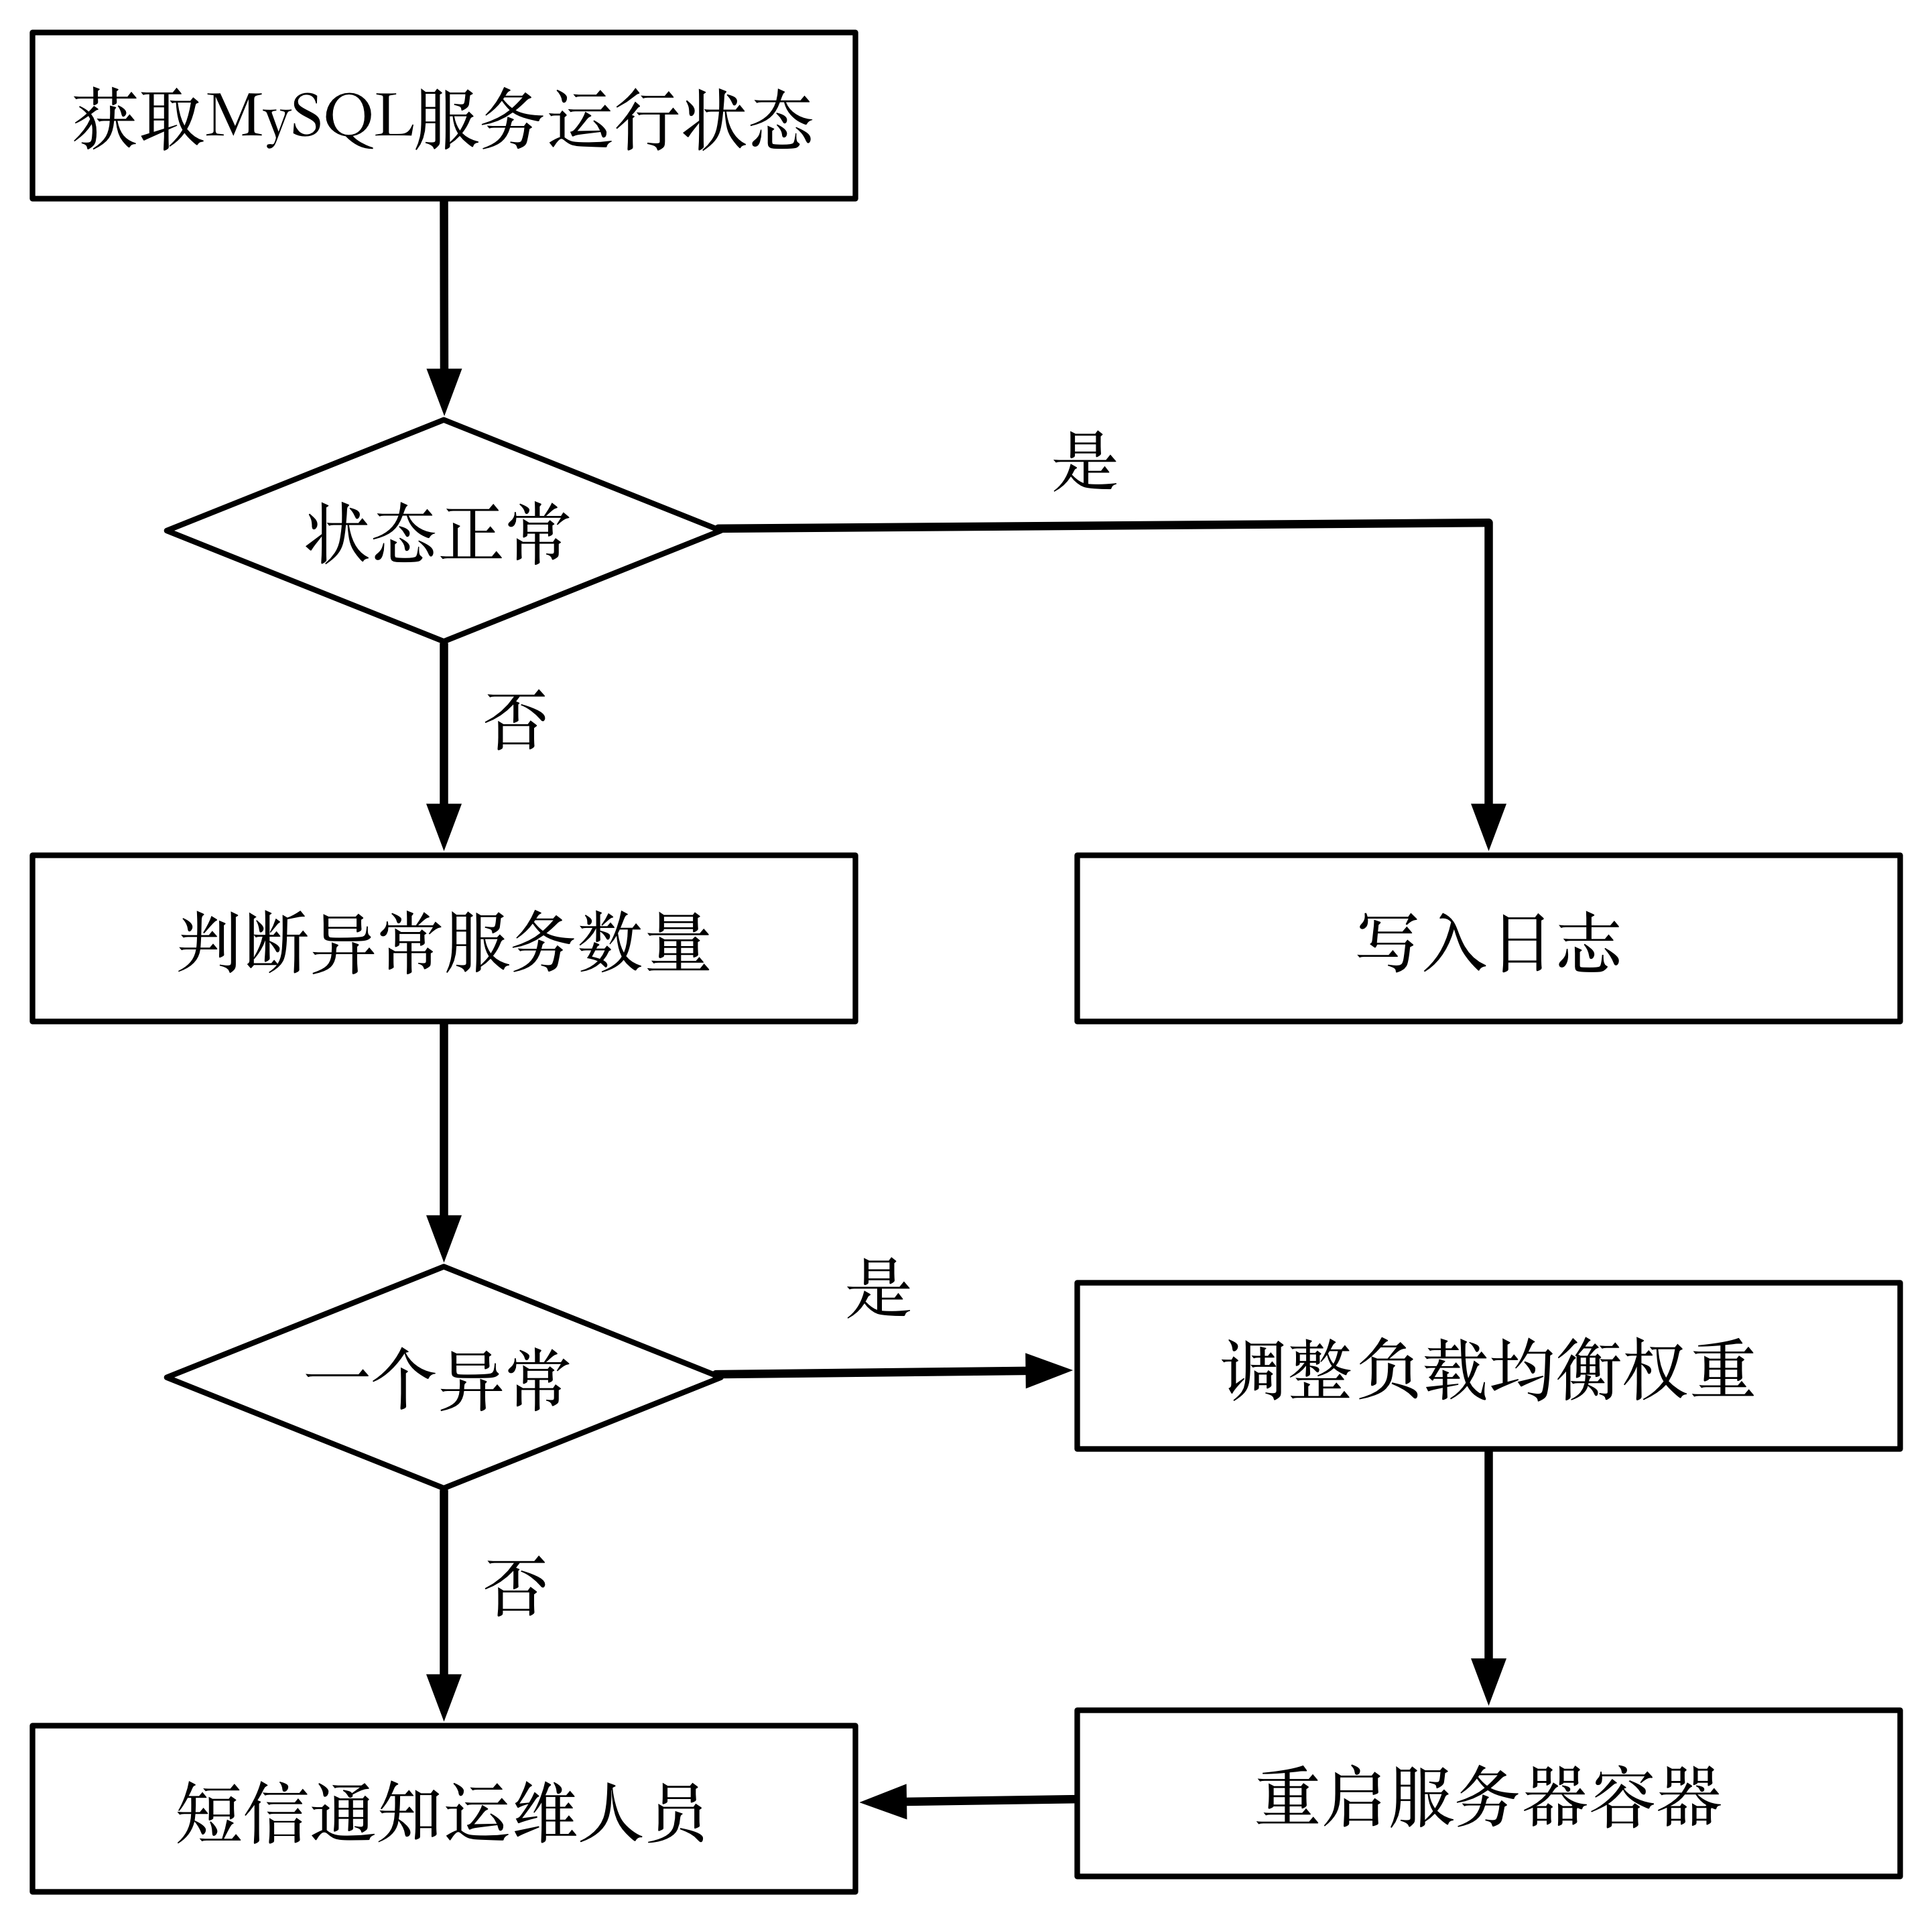 获取MySQL服务运行状态
是
状态正常
否
判断异常服务数量
写入日志
是
一个异常
调整负载均衡权重
否
短信通知运维人员
重启服务器容器